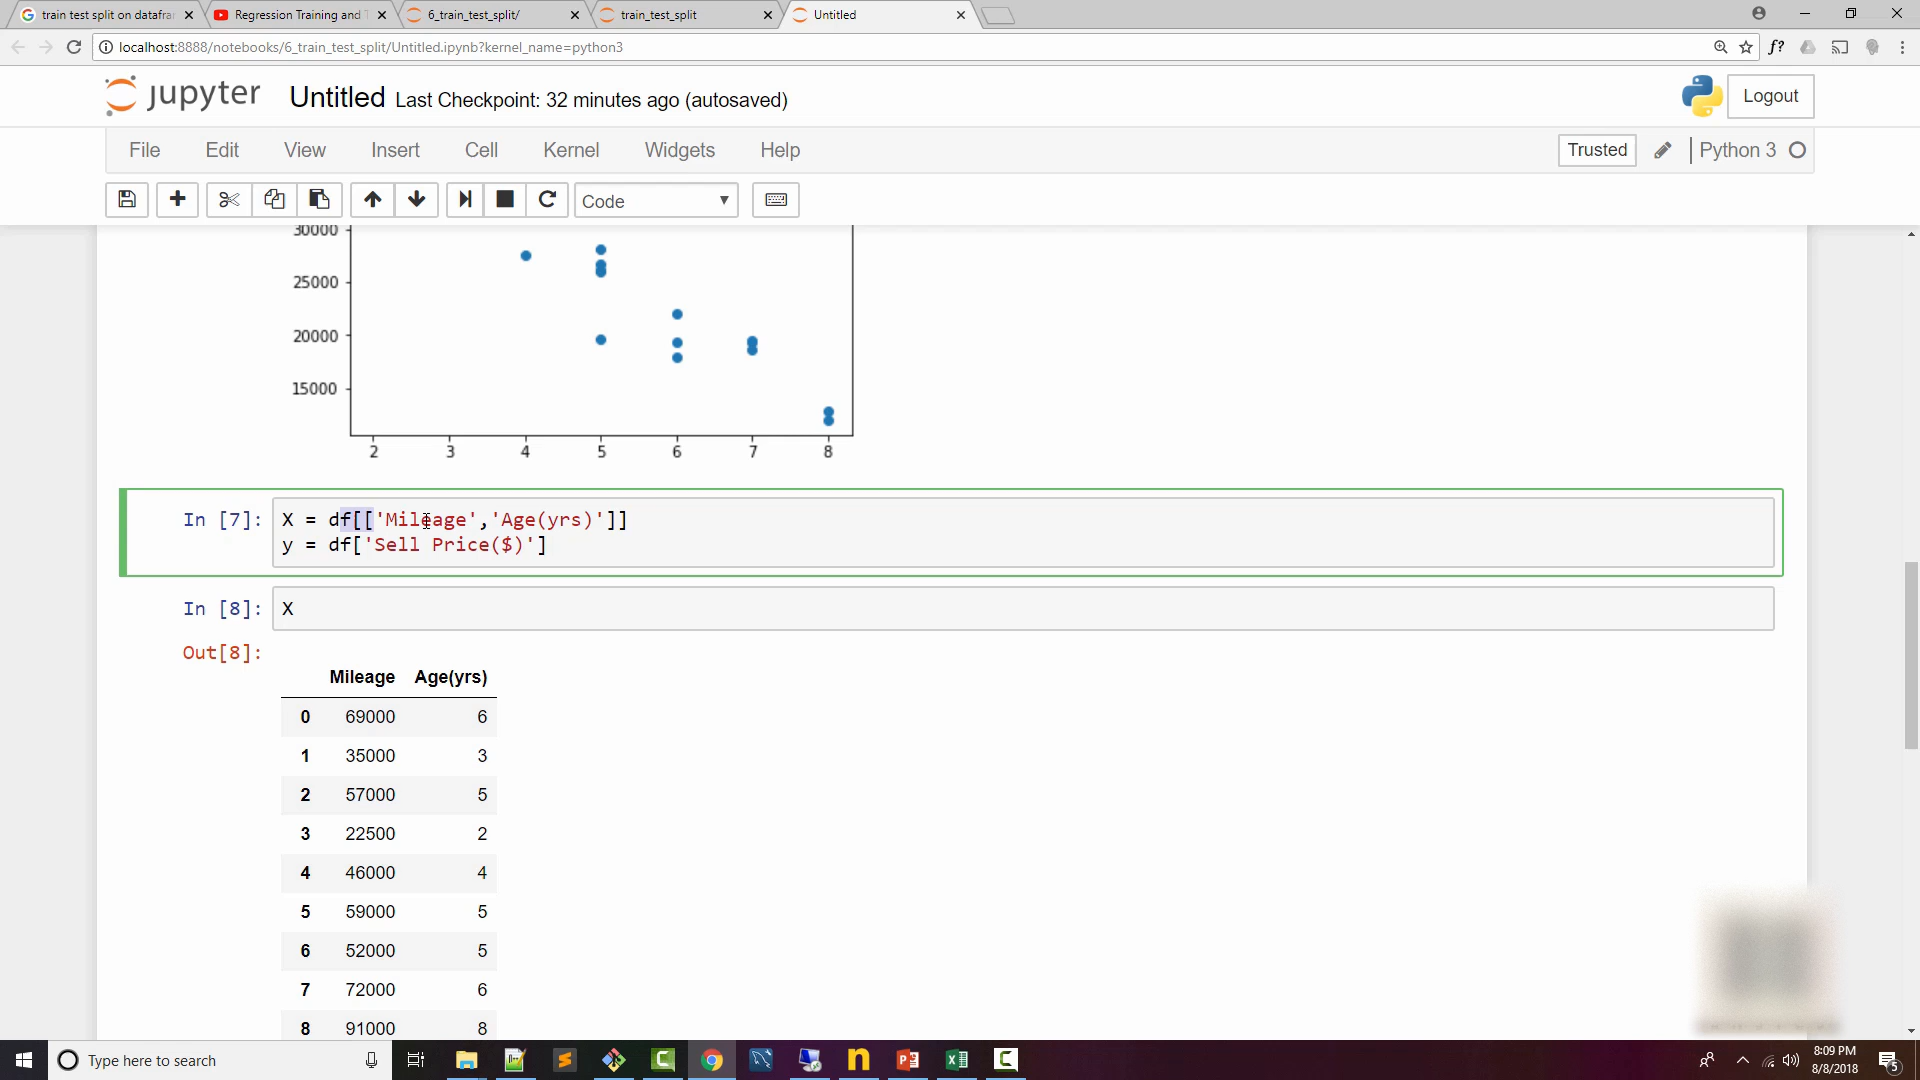 train test split on datafra
Regression Training and T
6_train_test_split/
train_test_split
Untitled
localhost:8888/notebooks/6_train_test_split/Untitled.ipynb?kernel_name=python3
f?
jupyter Untitled Last Checkpoint: 32 minutes ago (autosaved)
Logout
File Edit View Insert Cell Kernel Widgets Help
Trusted
Python 3
Code
30000
25000
20000
15000
2 3 4 5 6 7 8
In [7]: X = df[['Mileage','Age(yrs)']]
y = df['Sell Price($)']
In [8]: X
Out[8]:
Mileage Age(yrs)
0 69000 6
1 35000 3
2 57000 5
3 22500 2
4 46000 4
5 59000 5
6 52000 5
7 72000 6
8 91000 8
Type here to search
8:09 PM
8/8/2018
5